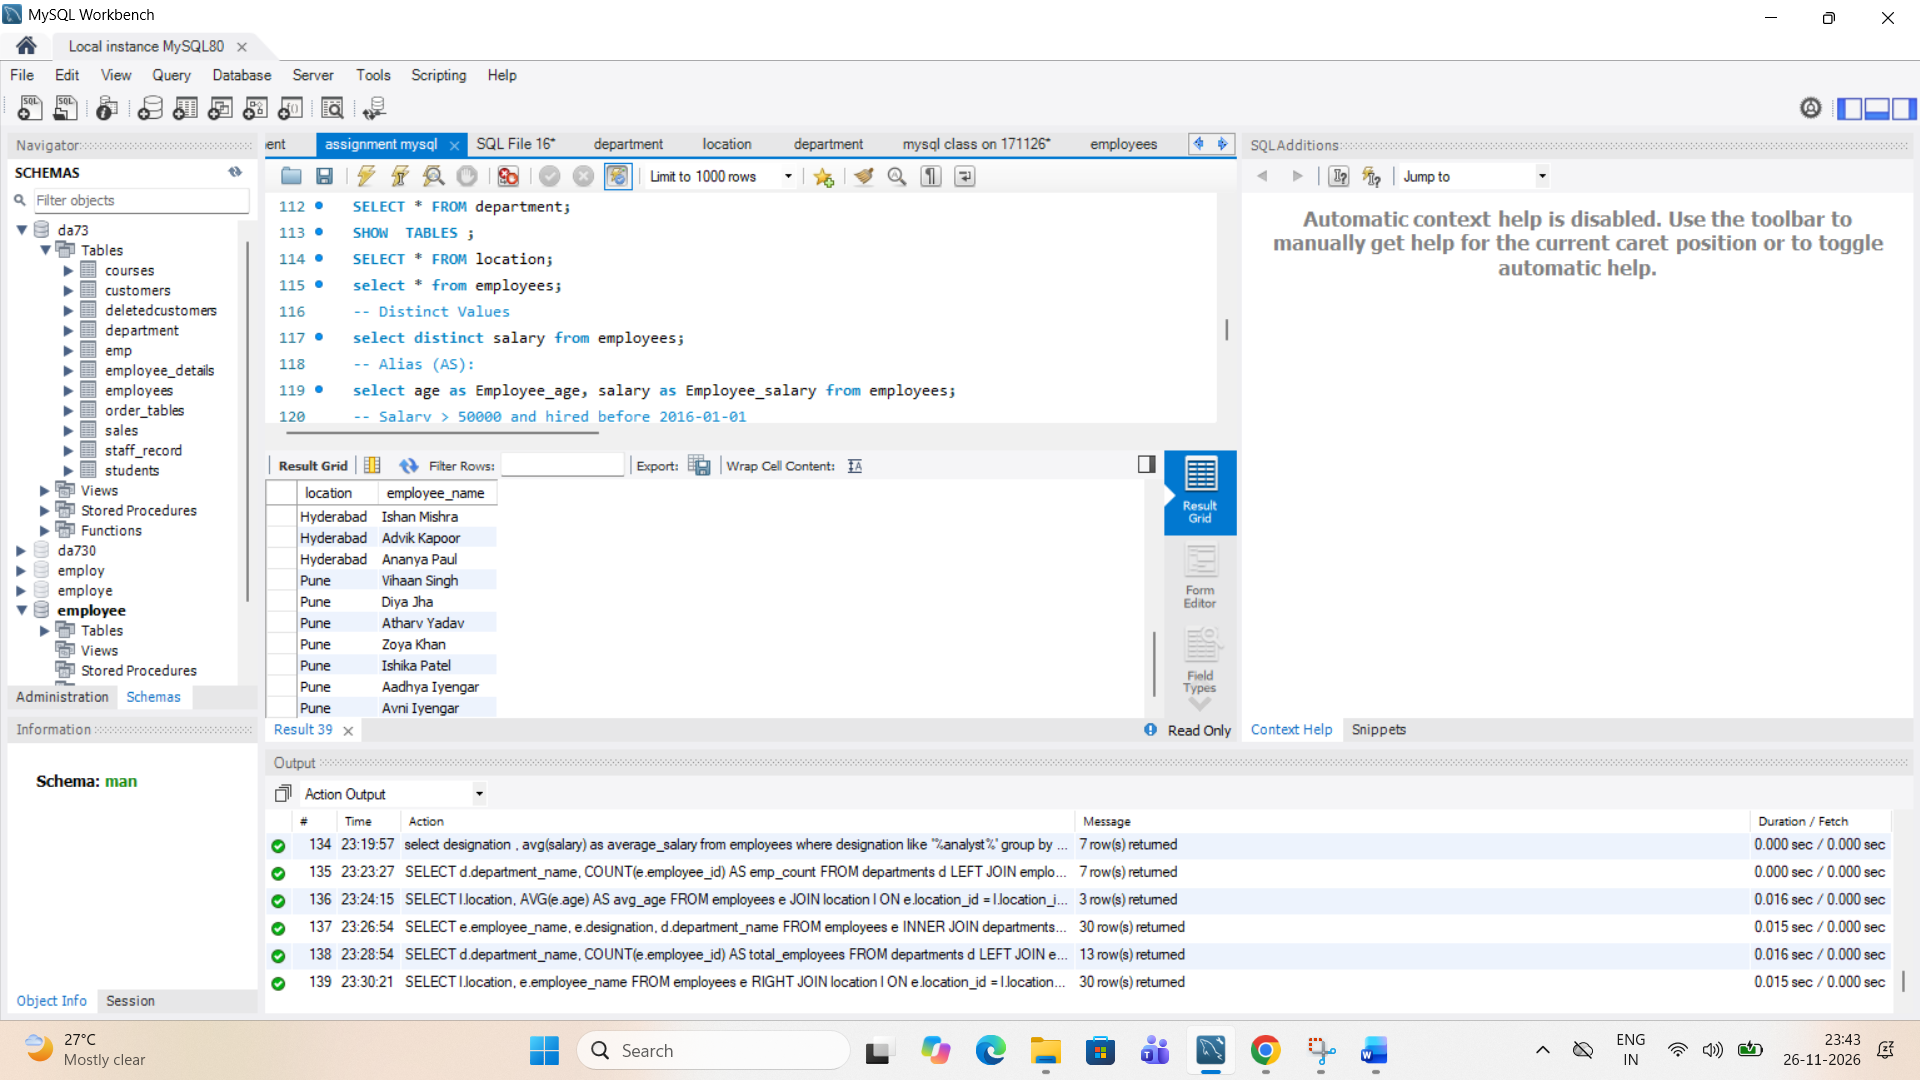 MySQL Workbench
Local instance MySQL80
File Edit View Query Database Server Tools Scripting Help
Navigator
SCHEMAS
Filter objects
da73
Tables
courses
customers
deletedcustomers
department
emp
employee_details
employees
order_tables
sales
staff_record
students
Views
Stored Procedures
Functions
da730
employ
employe
employee
Tables
Views
Stored Procedures
Administration Schemas
Information
Schema: man
Object Info Session
ent assignment mysql SQL File 16* department location department mysql class on 171126* employees
Limit to 1000 rows
112 SELECT * FROM department;
113 SHOW TABLES ;
114 SELECT * FROM location;
115 select * from employees;
116 -- Distinct Values
117 select distinct salary from employees;
118 -- Alias (AS):
119 select age as Employee_age, salary as Employee_salary from employees;
120 -- Salary > 50000 and hired before 2016-01-01
Result Grid Filter Rows: Export: Wrap Cell Content:
location employee_name
Hyderabad Ishan Mishra
Hyderabad Advik Kapoor
Hyderabad Ananya Paul
Pune Vihaan Singh
Pune Diya Jha
Pune Atharv Yadav
Pune Zoya Khan
Pune Ishika Patel
Pune Aadhya Iyengar
Pune Avni Iyengar
Result Grid
Form Editor
Field Types
Result 39 Read Only
SQLAdditions
Jump to
Automatic context help is disabled. Use the toolbar to
manually get help for the current caret position or to toggle
automatic help.
Context Help Snippets
Output
Action Output
# Time Action Message Duration / Fetch
134 23:19:57 select designation , avg(salary) as average_salary from employees where designation like '%analyst%' group by ... 7 row(s) returned 0.000 sec / 0.000 sec
135 23:23:27 SELECT d.department_name, COUNT(e.employee_id) AS emp_count FROM departments d LEFT JOIN emplo... 7 row(s) returned 0.000 sec / 0.000 sec
136 23:24:15 SELECT l.location, AVG(e.age) AS avg_age FROM employees e JOIN location l ON e.location_id = l.location_i... 3 row(s) returned 0.016 sec / 0.000 sec
137 23:26:54 SELECT e.employee_name, e.designation, d.department_name FROM employees e INNER JOIN departments... 30 row(s) returned 0.015 sec / 0.000 sec
138 23:28:54 SELECT d.department_name, COUNT(e.employee_id) AS total_employees FROM departments d LEFT JOIN e... 13 row(s) returned 0.016 sec / 0.000 sec
139 23:30:21 SELECT l.location, e.employee_name FROM employees e RIGHT JOIN location l ON e.location_id = l.location... 30 row(s) returned 0.015 sec / 0.000 sec
27°C
Mostly clear
Search
ENG
IN
23:43
26-11-2026